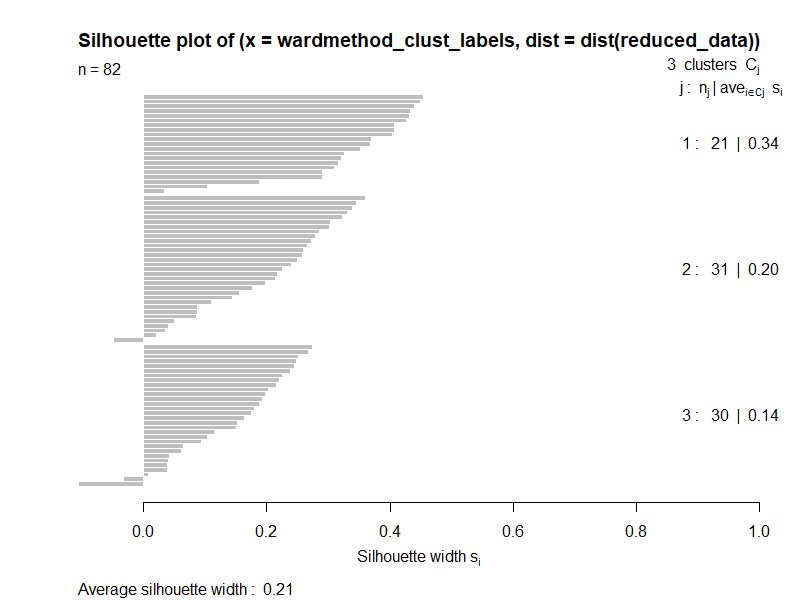 Silhouette plot of (x = wardmethod_clust_labels, dist = dist(reduced_data))
n = 82
3 clusters Cj
j : nj | avei∈Cj si
1 : 21 | 0.34
2 : 31 | 0.20
3 : 30 | 0.14
0.0 0.2 0.4 0.6 0.8 1.0
Silhouette width si
Average silhouette width : 0.21